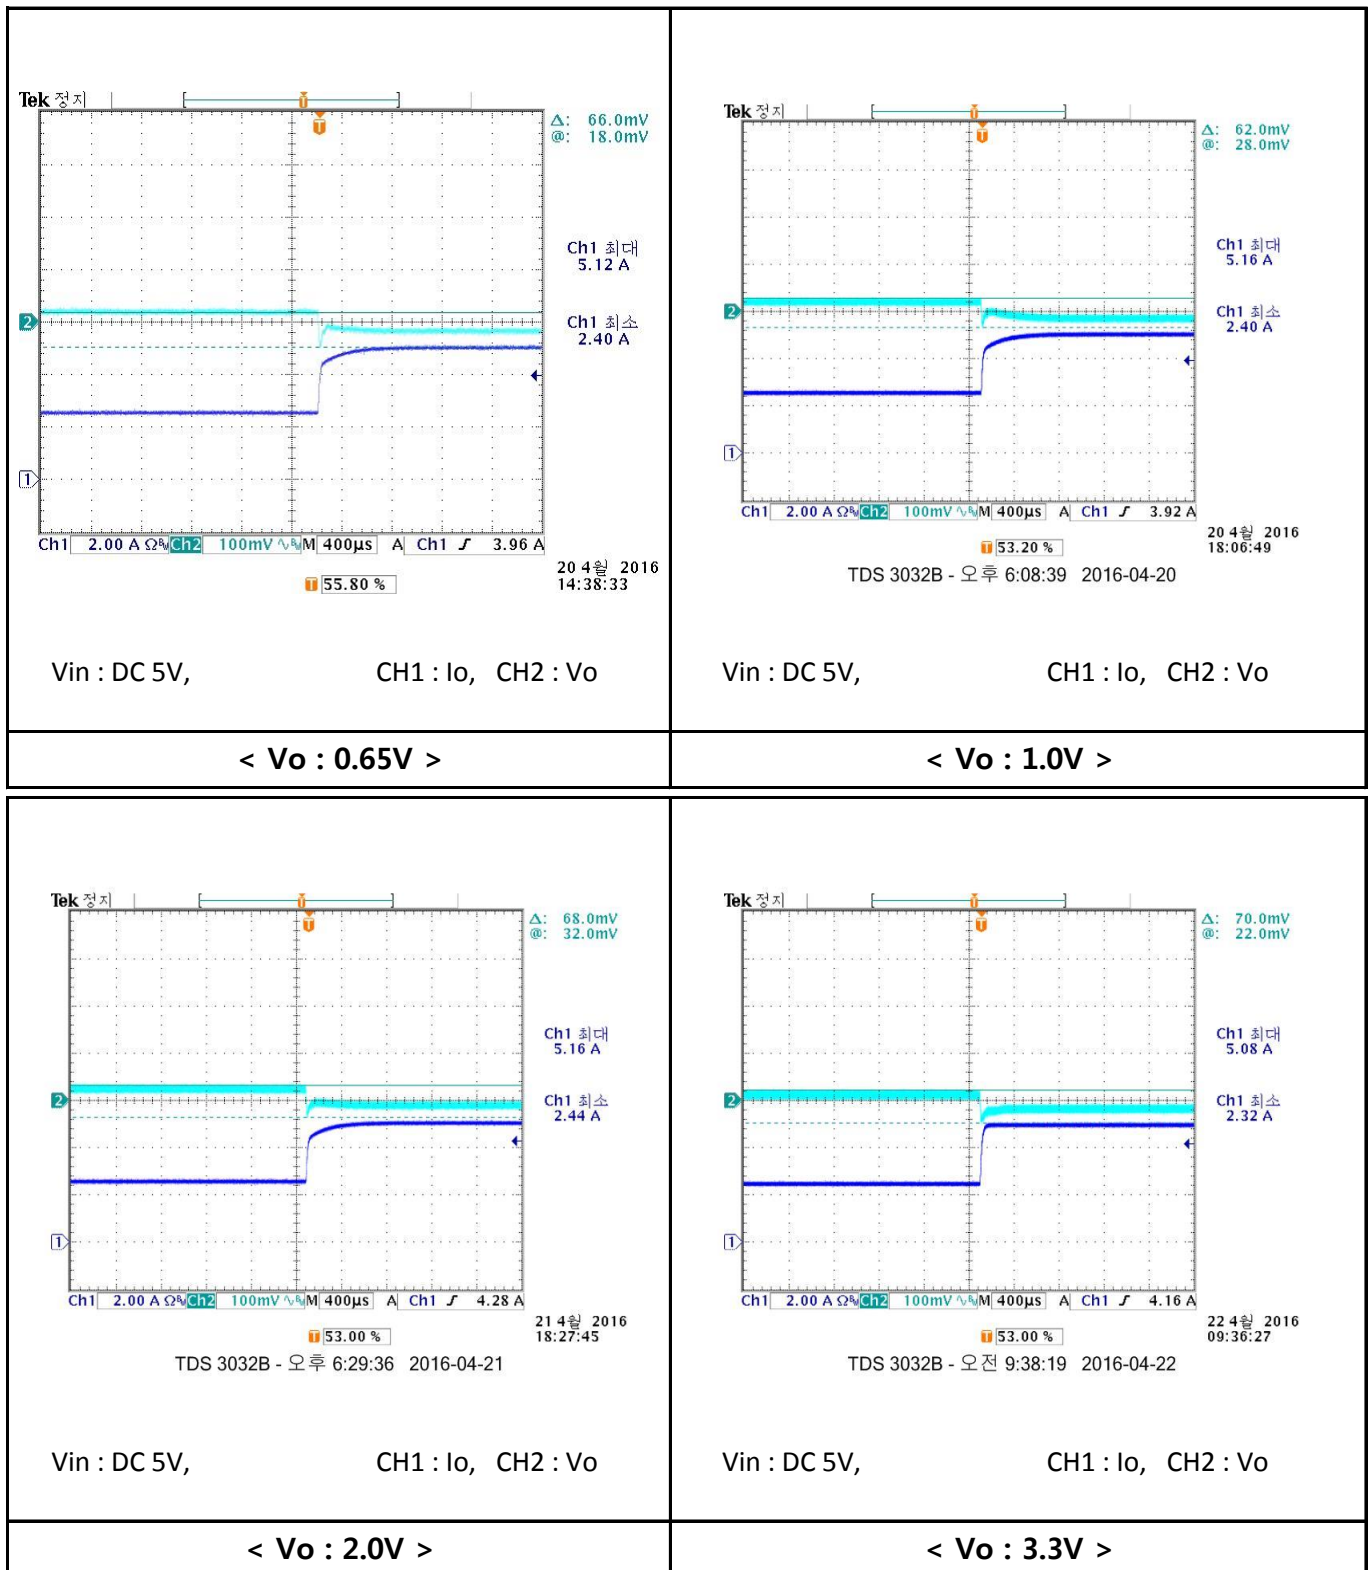 Tek 정지
Δ: 66.0mV
@: 18.0mV
Ch1 최대
5.12 A
Ch1 최소
2.40 A
2
1
Ch1 2.00 A Ω Ch2 100mV M 400µs A Ch1 3.96 A
20 4월 2016
14:38:33
T 55.80 %
Vin : DC 5V, CH1 : Io, CH2 : Vo
< Vo : 0.65V >
Tek 정지
Δ: 62.0mV
@: 28.0mV
Ch1 최대
5.16 A
Ch1 최소
2.40 A
2
1
Ch1 2.00 A Ω Ch2 100mV M 400µs A Ch1 3.92 A
20 4월 2016
18:06:49
T 53.20 %
TDS 3032B - 오후 6:08:39 2016-04-20
Vin : DC 5V, CH1 : Io, CH2 : Vo
< Vo : 1.0V >
Tek 정지
Δ: 68.0mV
@: 32.0mV
Ch1 최대
5.16 A
Ch1 최소
2.44 A
2
1
Ch1 2.00 A Ω Ch2 100mV M 400µs A Ch1 4.28 A
21 4월 2016
18:27:45
T 53.00 %
TDS 3032B - 오후 6:29:36 2016-04-21
Vin : DC 5V, CH1 : Io, CH2 : Vo
< Vo : 2.0V >
Tek 정지
Δ: 70.0mV
@: 22.0mV
Ch1 최대
5.08 A
Ch1 최소
2.32 A
2
1
Ch1 2.00 A Ω Ch2 100mV M 400µs A Ch1 4.16 A
22 4월 2016
09:36:27
T 53.00 %
TDS 3032B - 오전 9:38:19 2016-04-22
Vin : DC 5V, CH1 : Io, CH2 : Vo
< Vo : 3.3V >